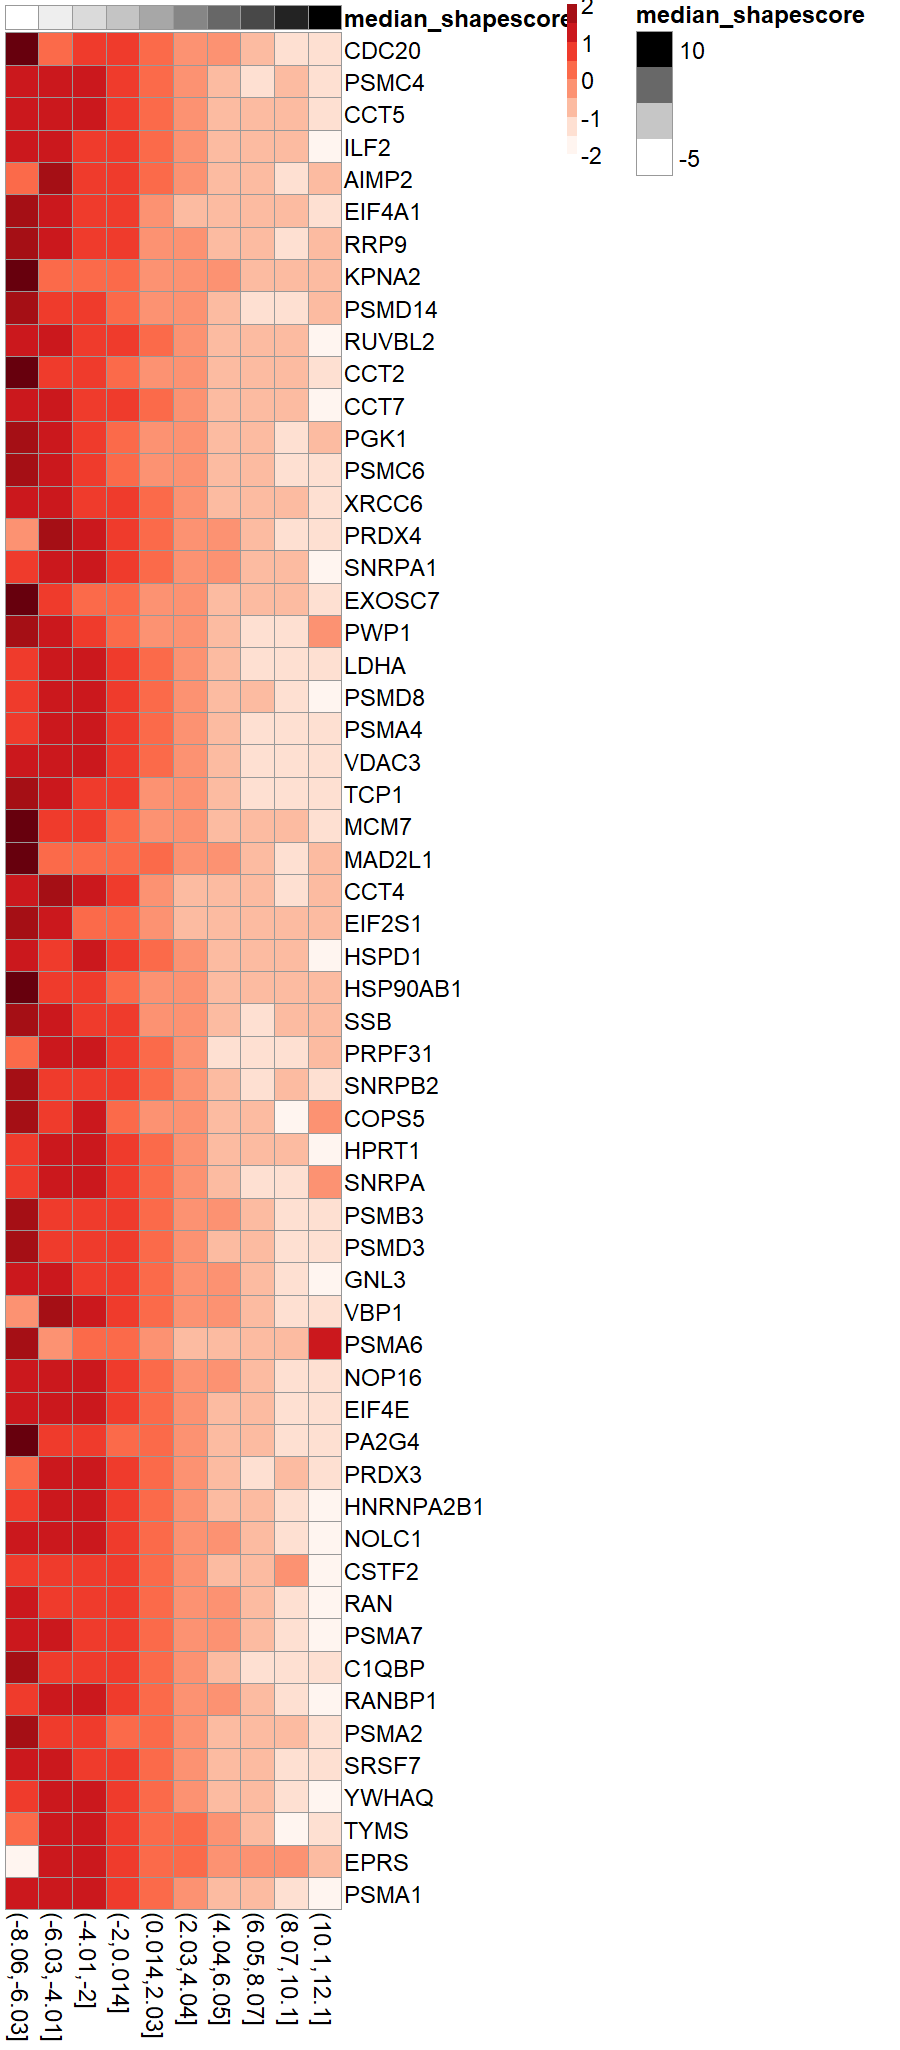 median_shapescore
2
1
0
-1
-2
median_shapescore
10
-5
CDC20
PSMC4
CCT5
ILF2
AIMP2
EIF4A1
RRP9
KPNA2
PSMD14
RUVBL2
CCT2
CCT7
PGK1
PSMC6
XRCC6
PRDX4
SNRPA1
EXOSC7
PWP1
LDHA
PSMD8
PSMA4
VDAC3
TCP1
MCM7
MAD2L1
CCT4
EIF2S1
HSPD1
HSP90AB1
SSB
PRPF31
SNRPB2
COPS5
HPRT1
SNRPA
PSMB3
PSMD3
GNL3
VBP1
PSMA6
NOP16
EIF4E
PA2G4
PRDX3
HNRNPA2B1
NOLC1
CSTF2
RAN
PSMA7
C1QBP
RANBP1
PSMA2
SRSF7
YWHAQ
TYMS
EPRS
PSMA1
(-8.06,-6.03]
(-6.03,-4.01]
(-4.01,-2]
(-2,0.014]
(0.014,2.03]
(2.03,4.04]
(4.04,6.05]
(6.05,8.07]
(8.07,10.1]
(10.1,12.1]